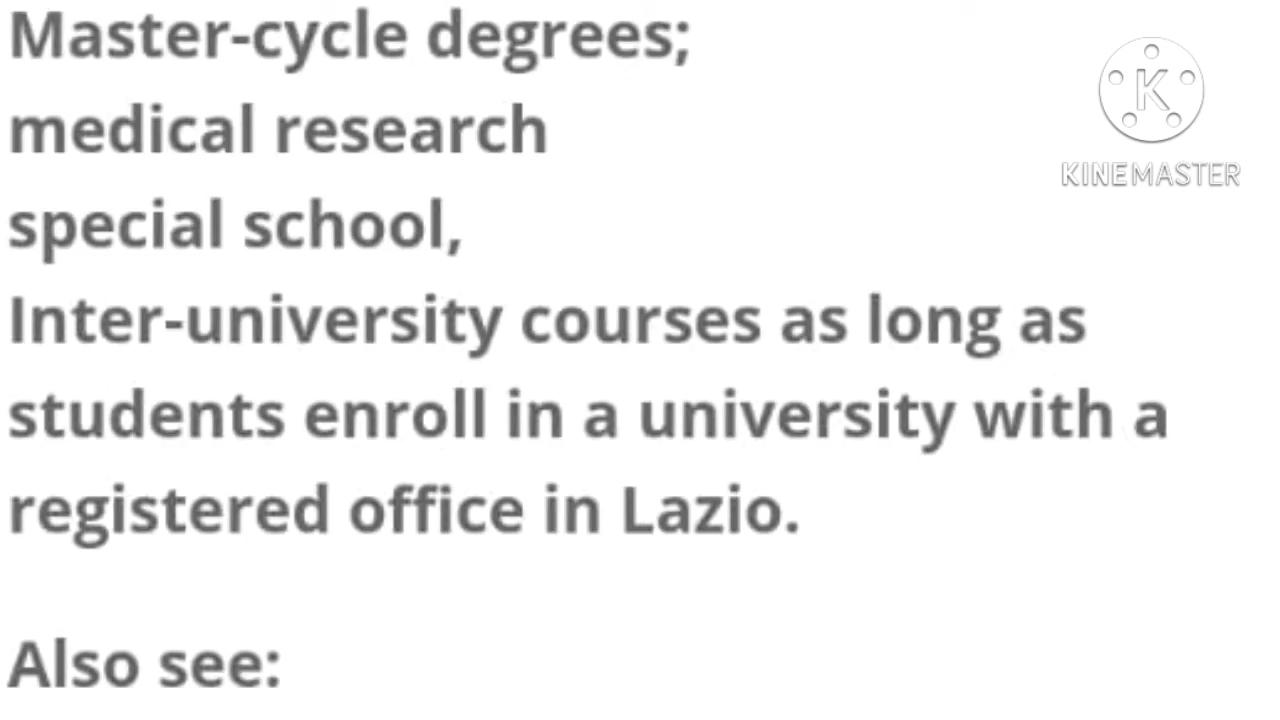 Master-cycle degrees;
medical research
special school,
Inter-university courses as long as
students enroll in a university with a
registered office in Lazio.
Also see:
K
KINEMASTER